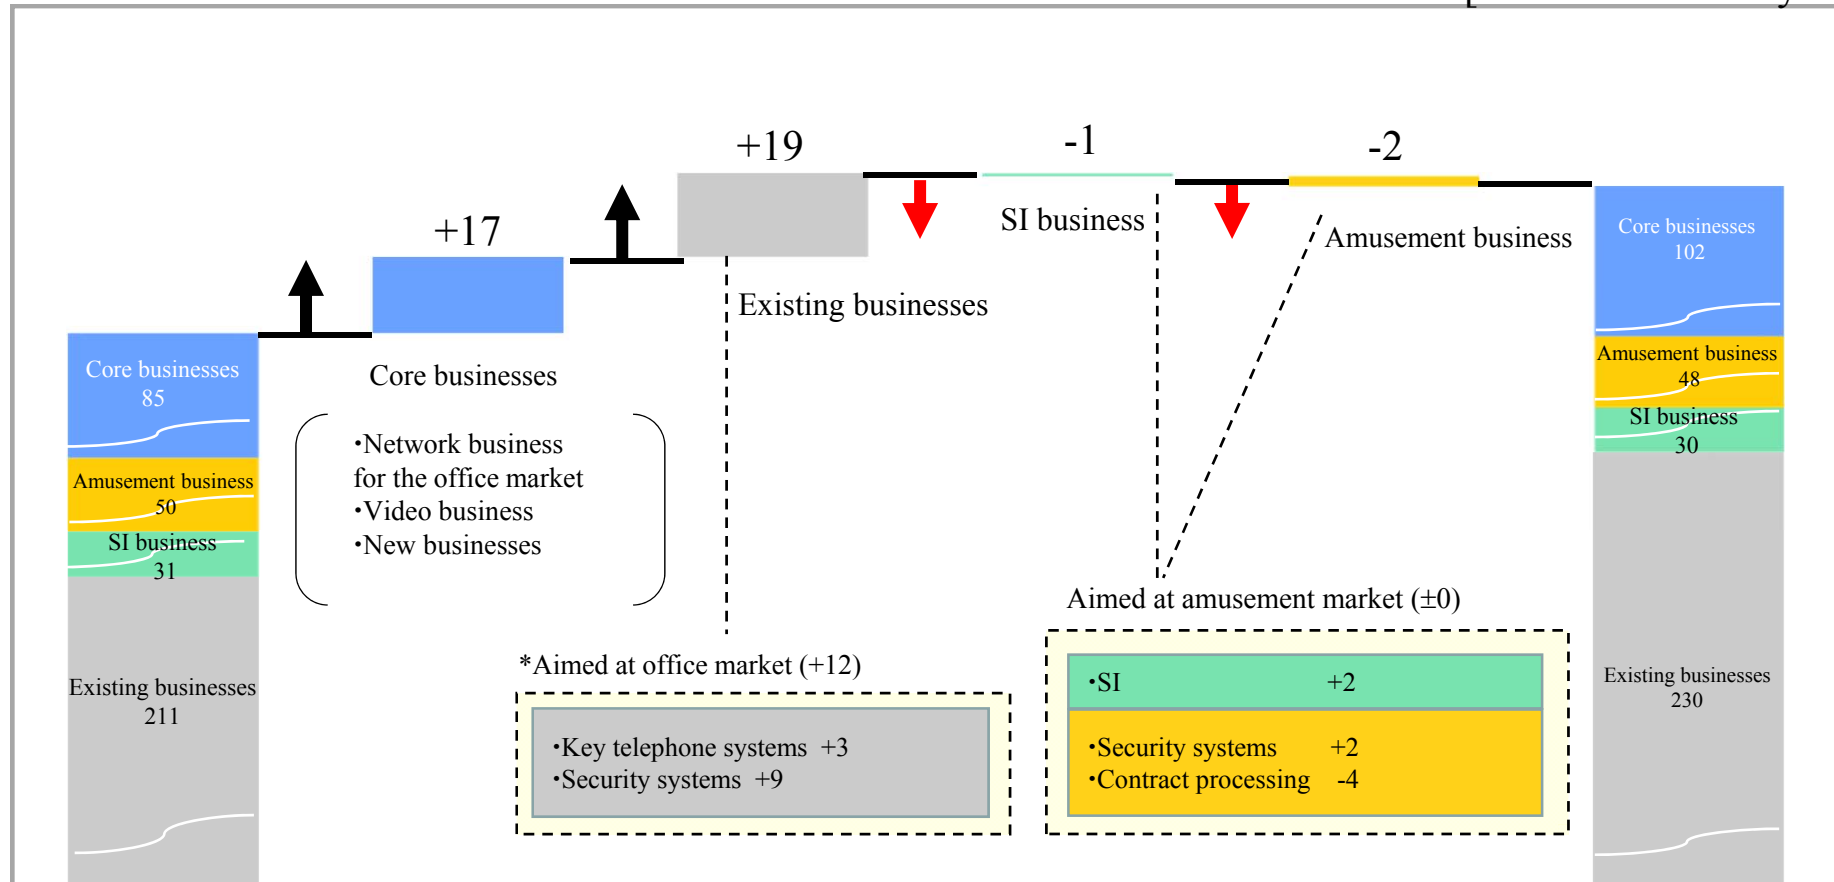 +19
-1
-2
+17
SI business
Amusement business
Existing businesses
Core businesses
・Network business
for the office market
・Video business
・New businesses
Core businesses
85
Amusement business
50
SI business
31
Existing businesses
211
*Aimed at office market (+12)
・Key telephone systems +3
・Security systems +9
Aimed at amusement market (±0)
・SI +2
・Security systems +2
・Contract processing -4
Core businesses
102
Amusement business
48
SI business
30
Existing businesses
230